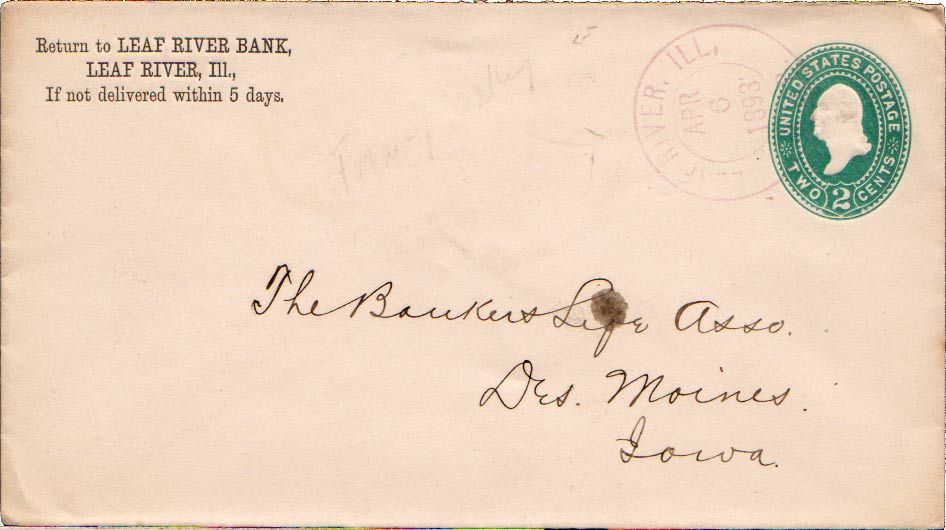 Return to LEAF RIVER BANK,
LEAF RIVER, Ill.,
If not delivered within 5 days.
LEAF RIVER, ILL,
APR
6
1893
UNITED STATES POSTAGE
TWO 2 CENTS
The Bankers Life Asso.
Des. Moines.
Iowa.